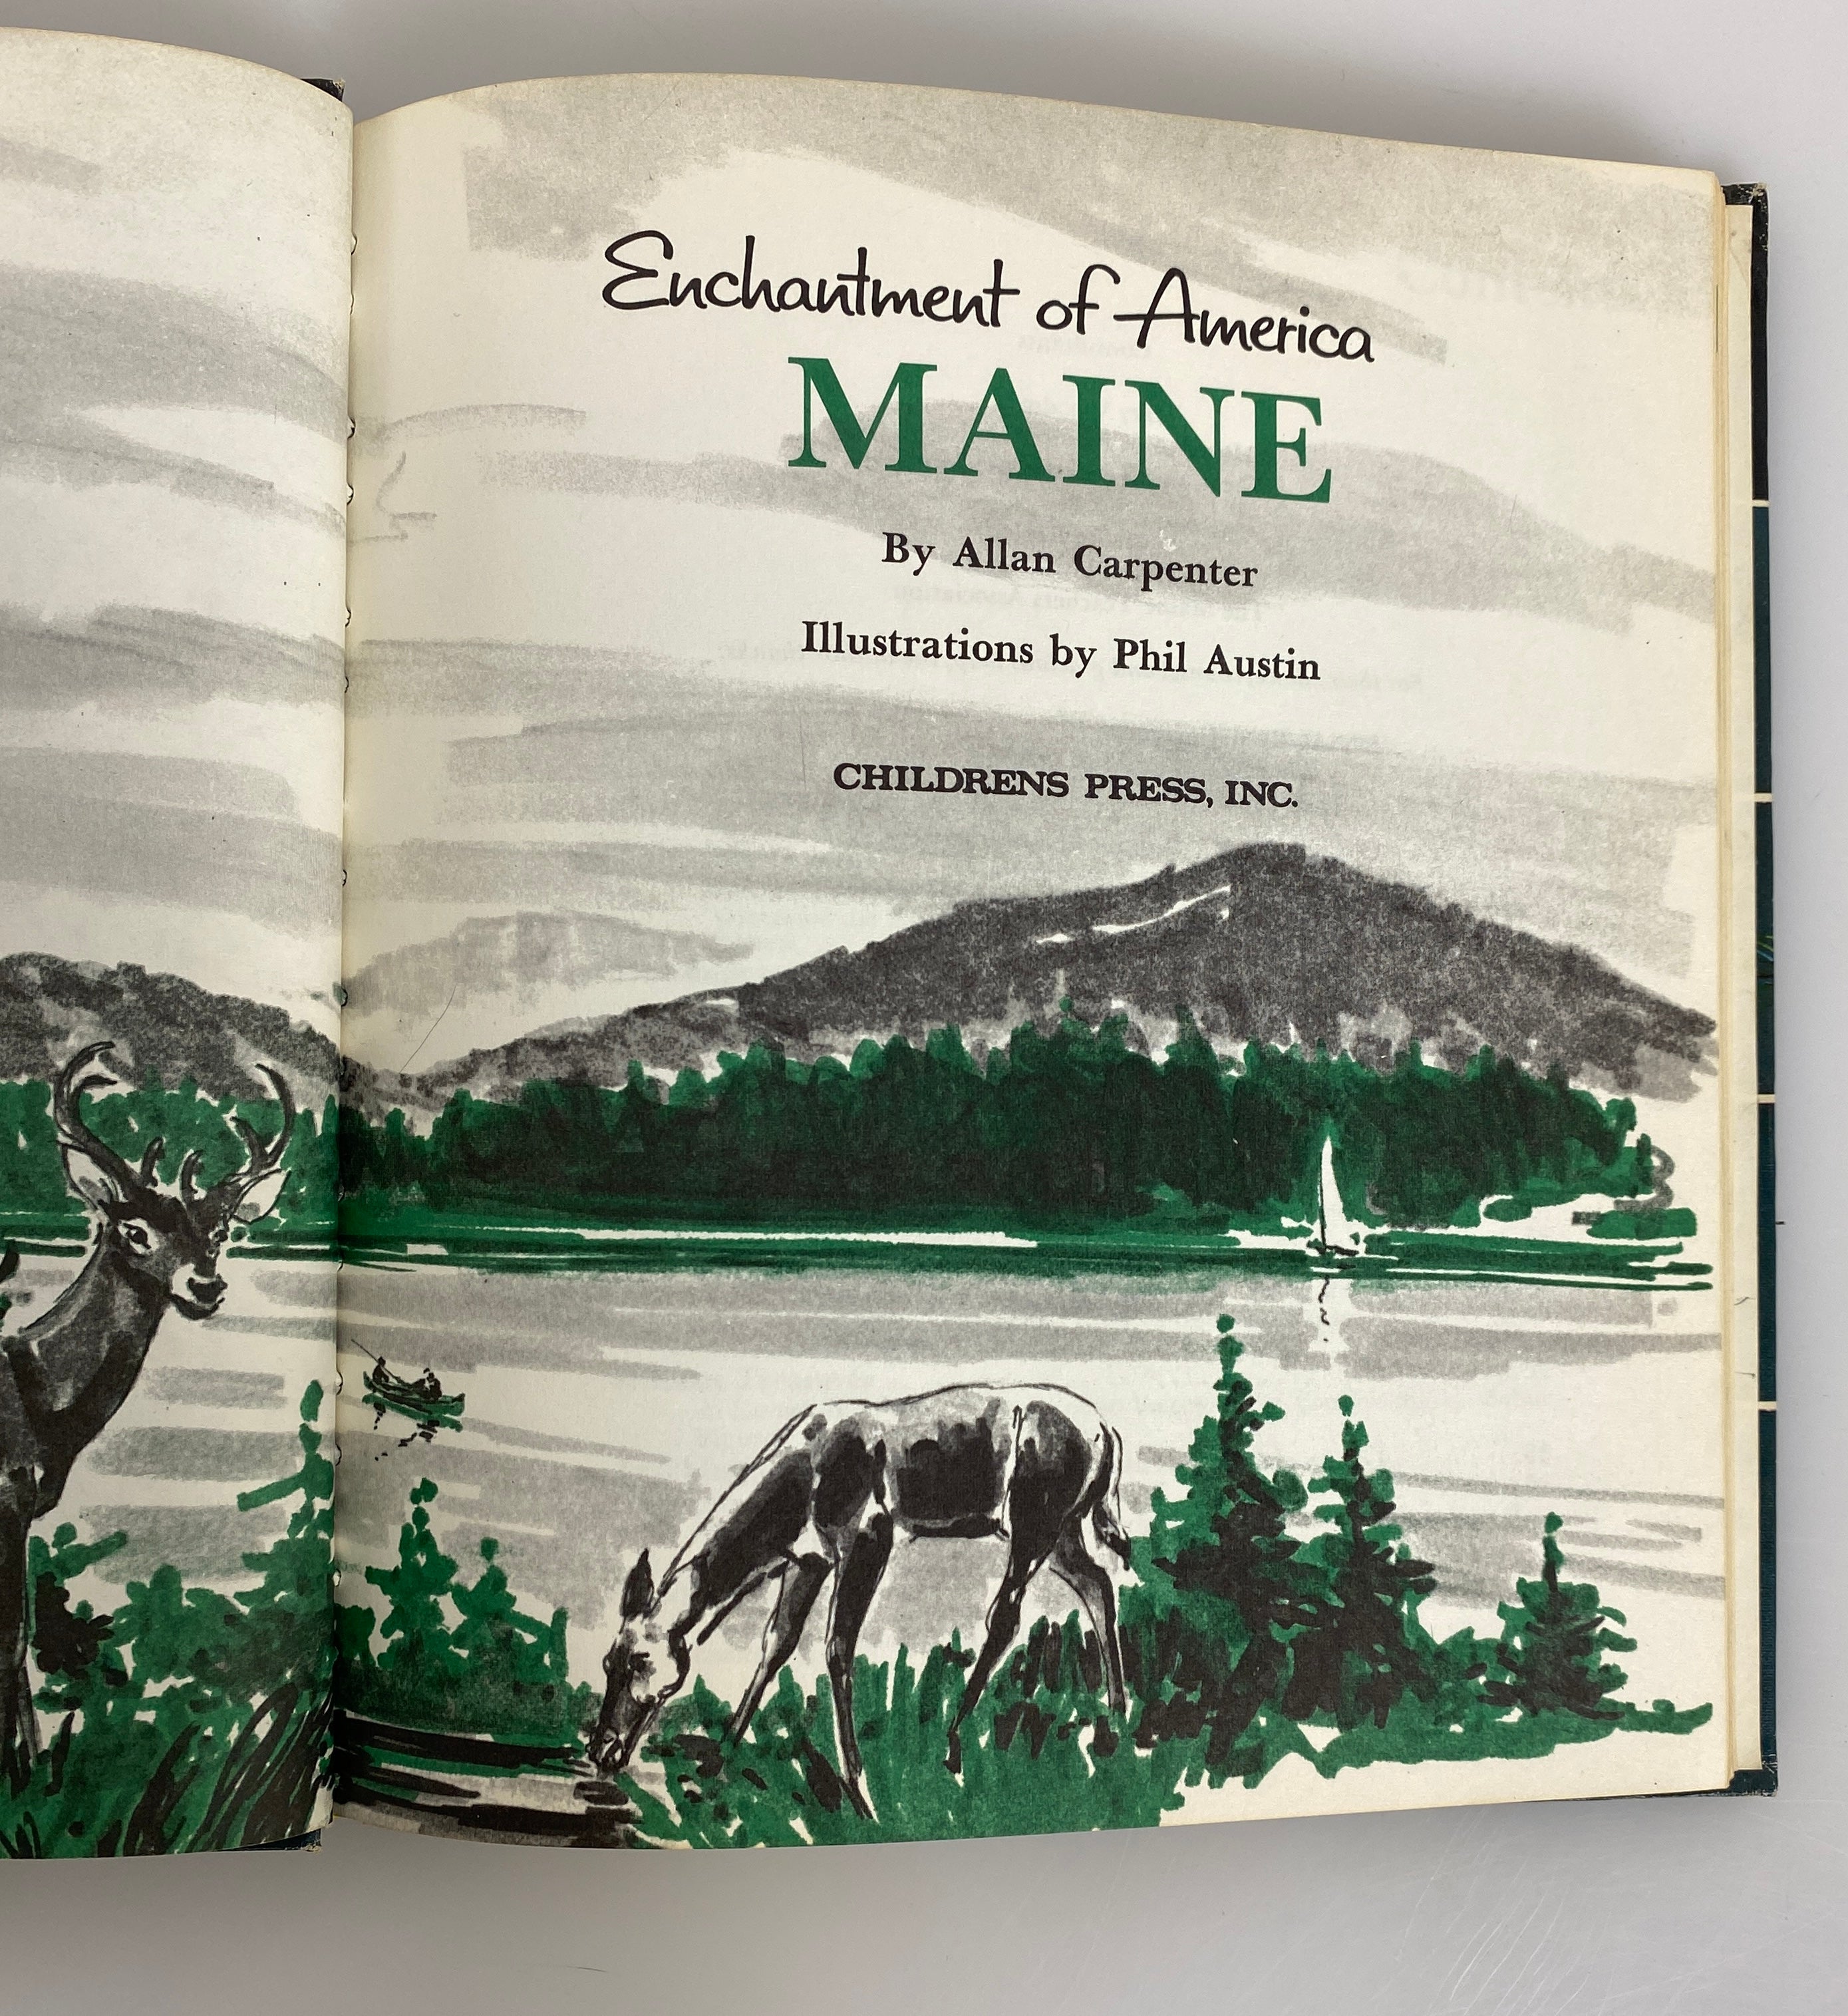 Enchantment of America
MAINE
By Allan Carpenter
Illustrations by Phil Austin
CHILDRENS PRESS, INC.